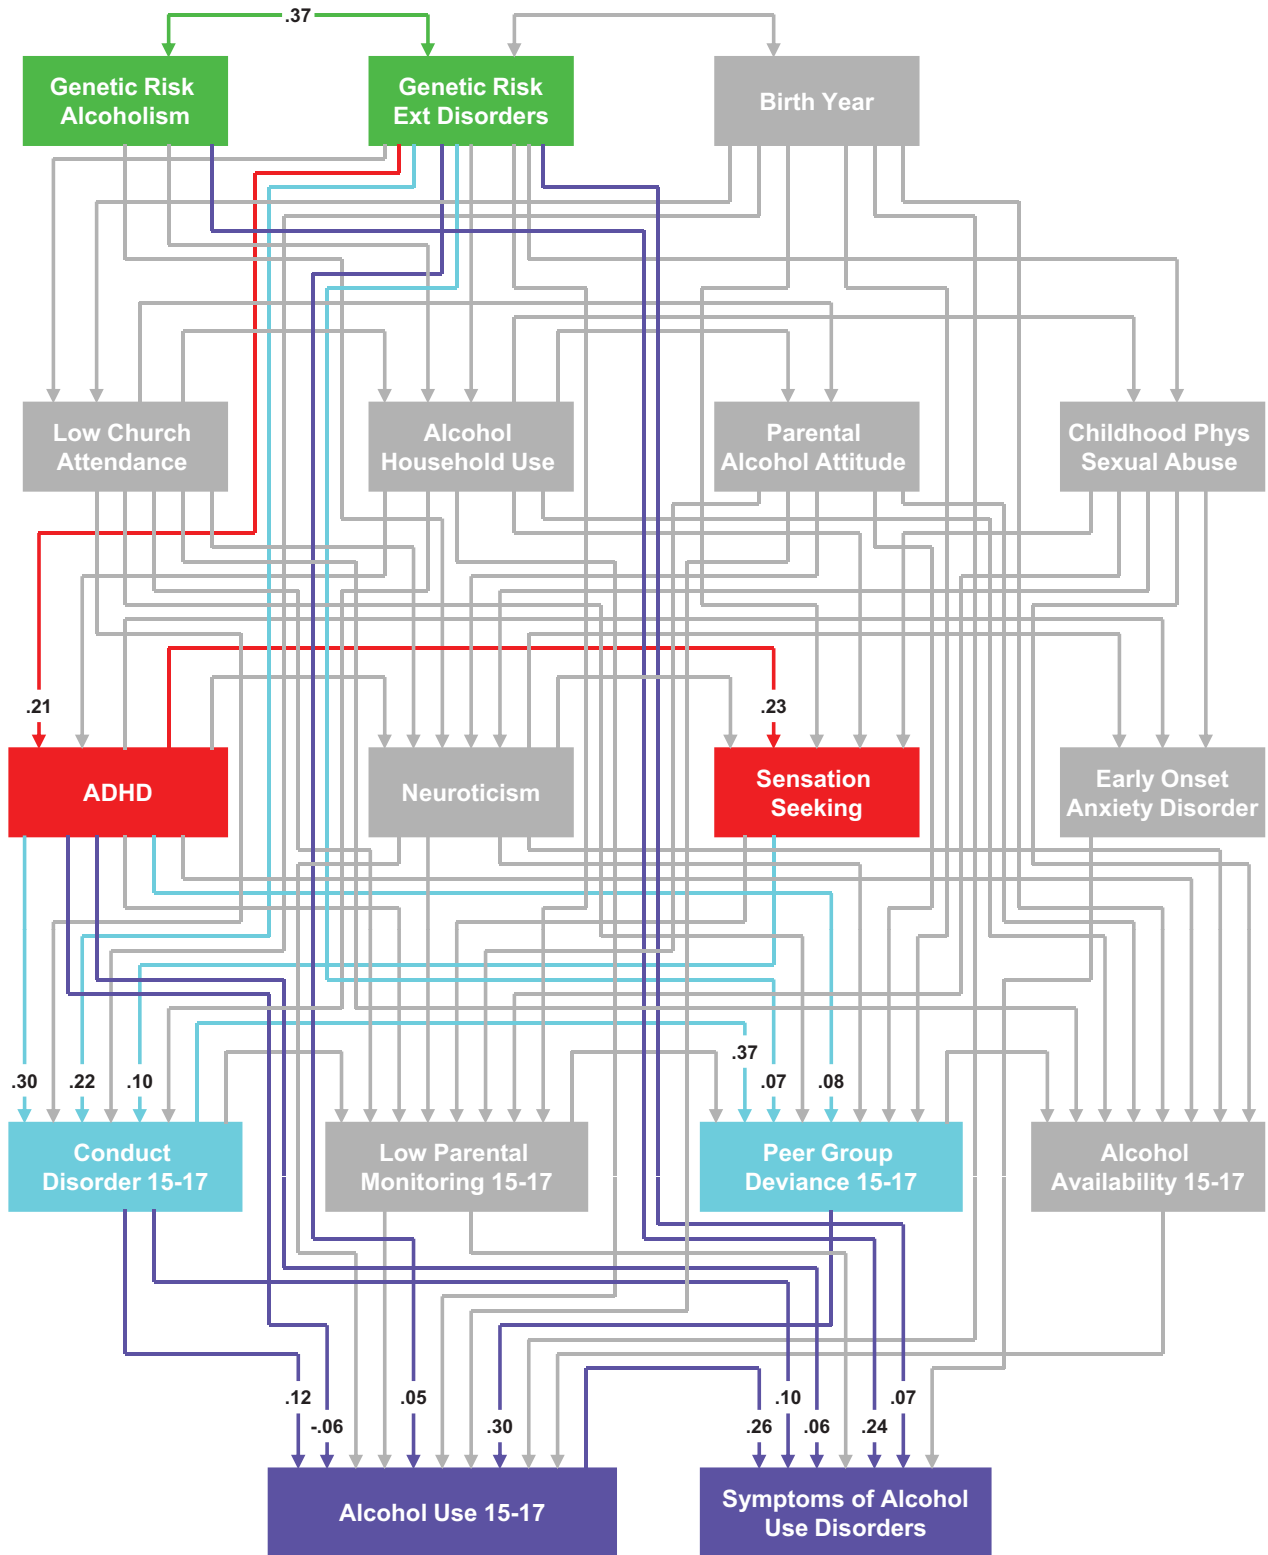 .37
Genetic Risk
Alcoholism
Genetic Risk
Ext Disorders
Birth Year
Low Church
Attendance
Alcohol
Household Use
Parental
Alcohol Attitude
Childhood Phys
Sexual Abuse
.21
.23
ADHD
Neuroticism
Sensation
Seeking
Early Onset
Anxiety Disorder
.37
.30
.22
.10
.07
.08
Conduct
Disorder 15-17
Low Parental
Monitoring 15-17
Peer Group
Deviance 15-17
Alcohol
Availability 15-17
.12
.05
.10
.07
-.06
.30
.26
.06
.24
Alcohol Use 15-17
Symptoms of Alcohol
Use Disorders